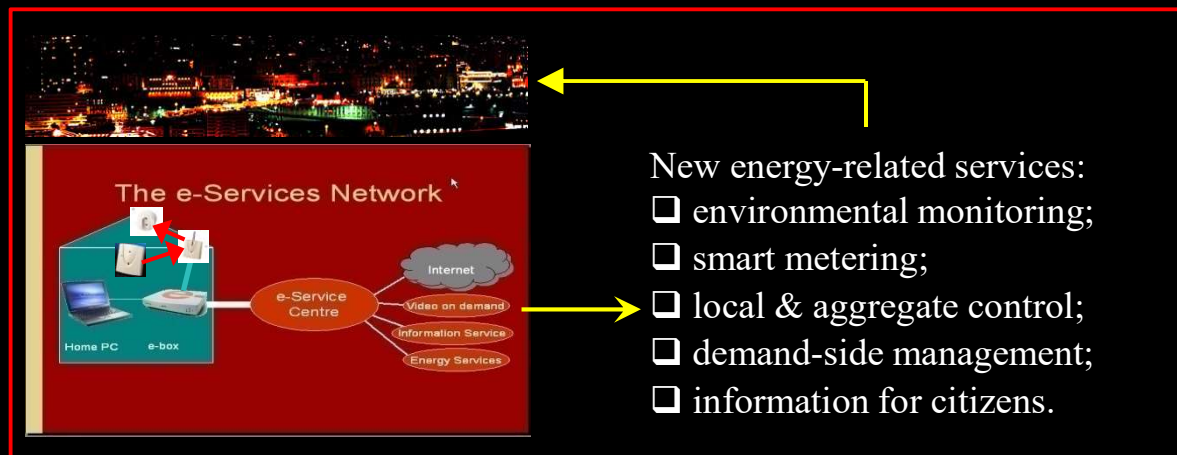 The e-Services Network
Internet
e-Service
Centre
Video on demand
Information Service
Energy Services
Home PC
e-box
New energy-related services:
❑ environmental monitoring;
❑ smart metering;
❑ local & aggregate control;
❑ demand-side management;
❑ information for citizens.